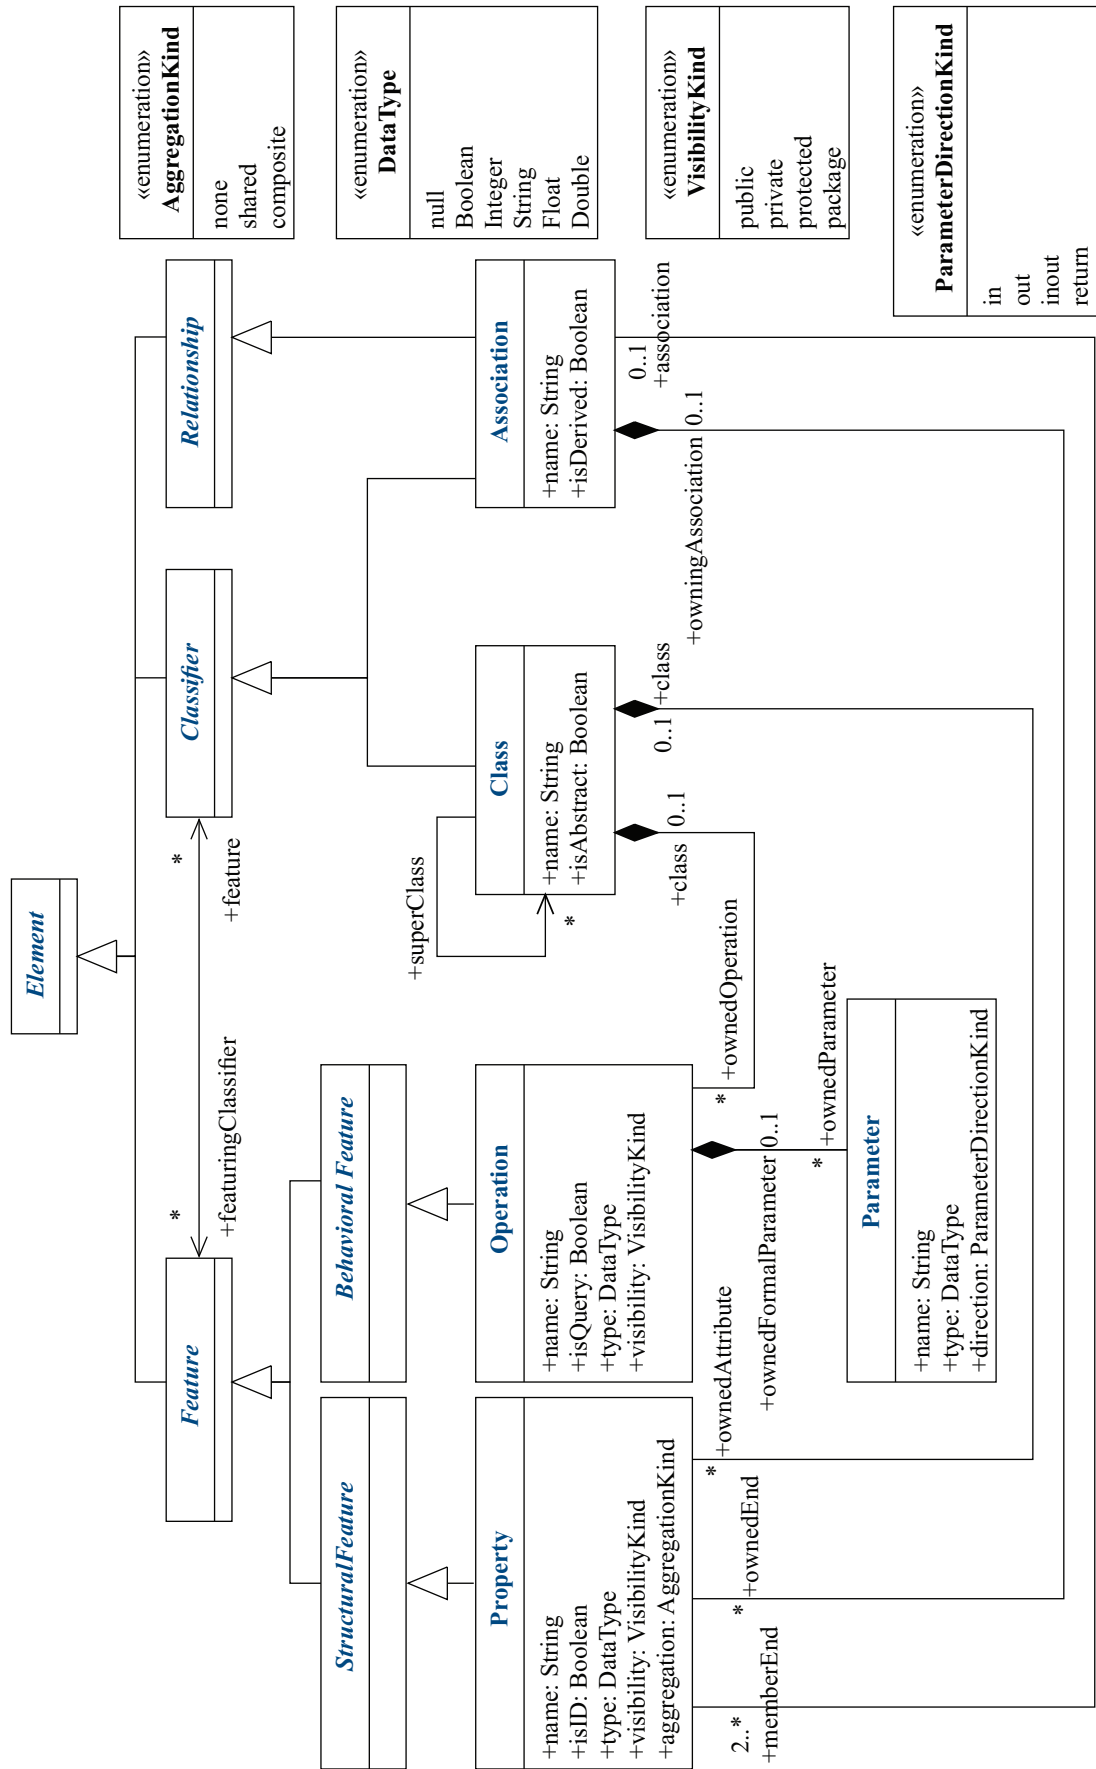 Element
Feature
Classifier
Relationship
*
+featuringClassifier
*
+feature
StructuralFeature
Behavioral Feature
Property
+name: String
+isID: Boolean
+type: DataType
+visibility: VisibilityKind
+aggregation: AggregationKind
Operation
+name: String
+isQuery: Boolean
+type: DataType
+visibility: VisibilityKind
+superClass
*
Class
+name: String
+isAbstract: Boolean
Association
+name: String
+isDerived: Boolean
2..*
+memberEnd
*
+ownedEnd
*
+ownedAttribute
+ownedFormalParameter
0..1
*
+ownedOperation
+class
0..1
0..1
+class
+owningAssociation
0..1
0..1
+association
*
+ownedParameter
Parameter
+name: String
+type: DataType
+direction: ParameterDirectionKind
«enumeration»
AggregationKind
none
shared
composite
«enumeration»
DataType
null
Boolean
Integer
String
Float
Double
«enumeration»
VisibilityKind
public
private
protected
package
«enumeration»
ParameterDirectionKind
in
out
inout
return